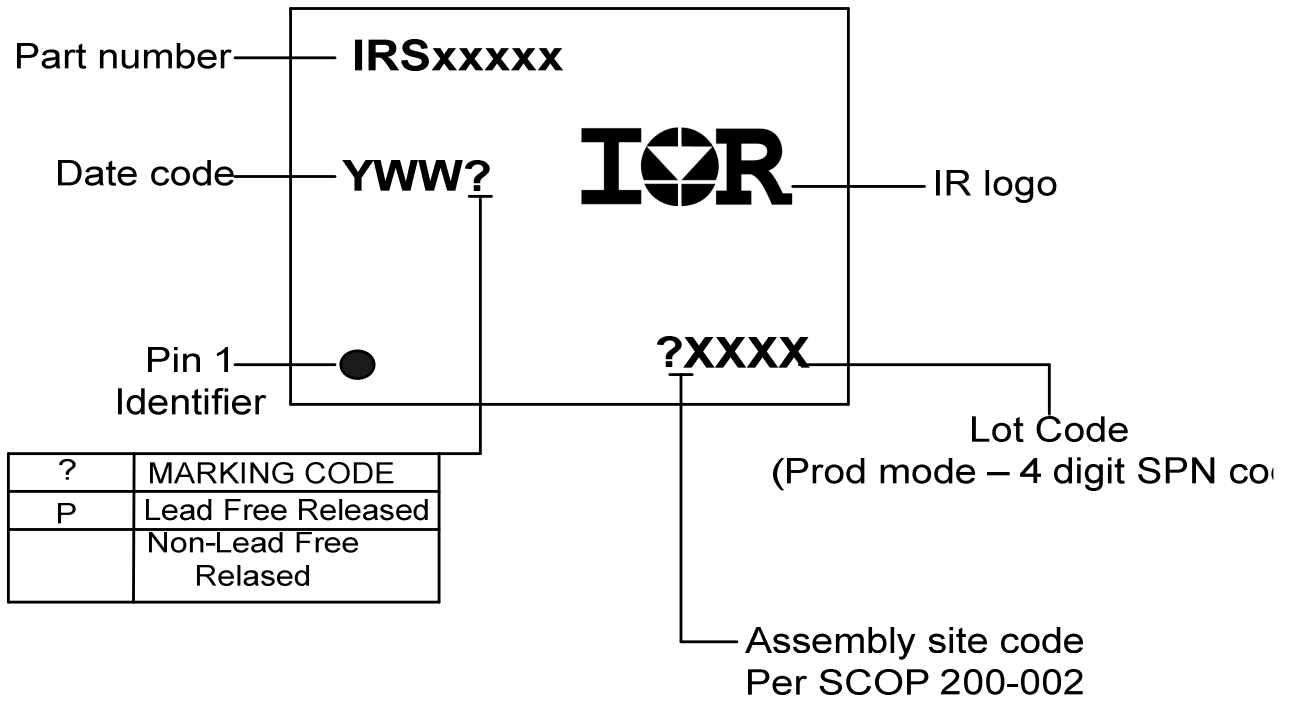 Part number
IRSxxxxx
Date code
YWW?
IOR
IR logo
Pin 1
Identifier
?XXXX
Lot Code
(Prod mode – 4 digit SPN
? MARKING CODE
P Lead Free Released
Non-Lead Free
Relased
Assembly site code
Per SCOP 200-002